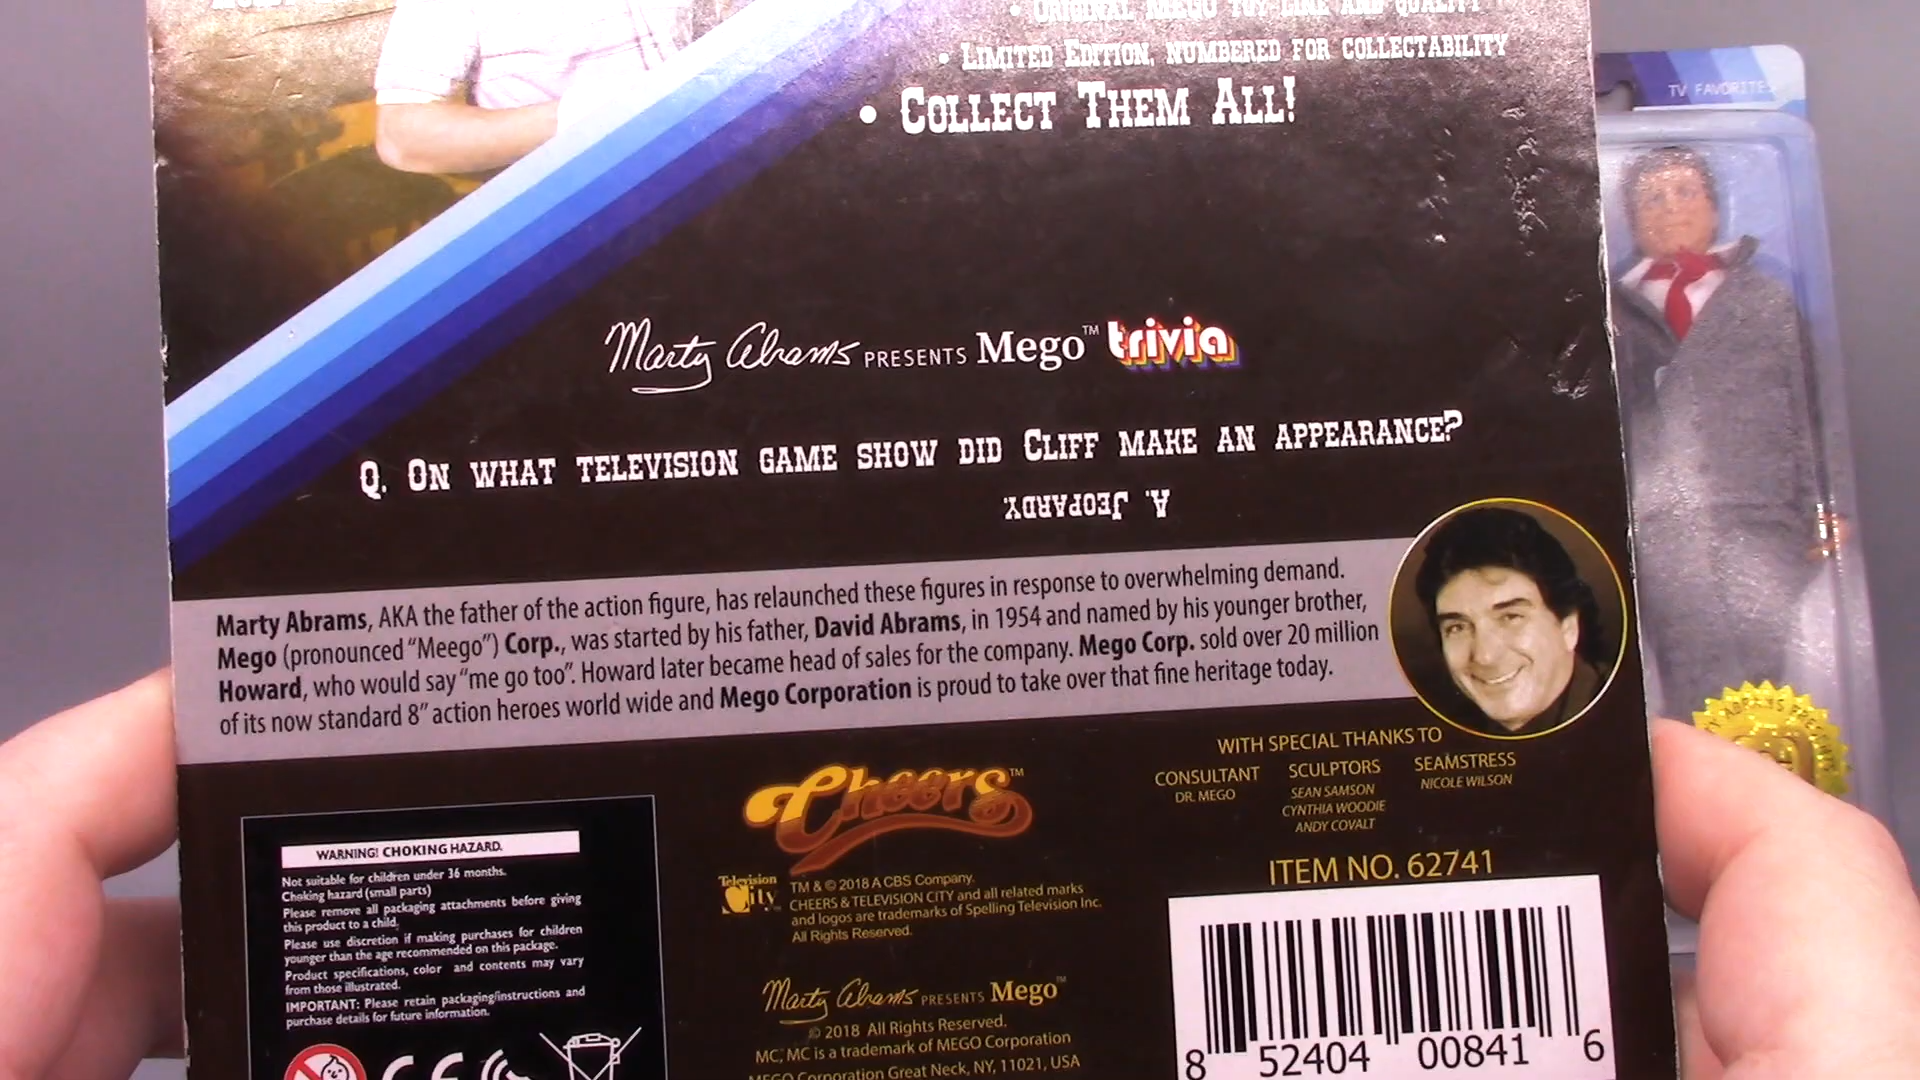 • ORIGINAL MEGO TOY LINE AND QUALITY
• LIMITED EDITION, NUMBERED FOR COLLECTABILITY
• COLLECT THEM ALL!
TV FAVORITES
Marty Abrams PRESENTS Mego™ trivia
Q. ON WHAT TELEVISION GAME SHOW DID CLIFF MAKE AN APPEARANCE?
A. JEOPARDY.
Marty Abrams, AKA the father of the action figure, has relaunched these figures in response to overwhelming demand.
Mego (pronounced “Meego”) Corp., was started by his father, David Abrams, in 1954 and named by his younger brother,
Howard, who would say “me go too”. Howard later became head of sales for the company. Mego Corp. sold over 20 million
of its now standard 8” action heroes world wide and Mego Corporation is proud to take over that fine heritage today.
WITH SPECIAL THANKS TO
CONSULTANT
DR. MEGO
SCULPTORS
SEAN SAMSON
CYNTHIA WOODIE
ANDY COVALT
SEAMSTRESS
NICOLE WILSON
Cheers™
Television City
TM & © 2018 A CBS Company.
CHEERS & TELEVISION CITY and all related marks
and logos are trademarks of Spelling Television Inc.
All Rights Reserved.
WARNING! CHOKING HAZARD.
Not suitable for children under 36 months.
Choking hazard (small parts)
Please remove all packaging attachments before giving
this product to a child.
Please use discretion if making purchases for children
younger than the age recommended on this package.
Product specifications, color and contents may vary
from those illustrated.
IMPORTANT: Please retain packaging/instructions and
purchase details for future information.
CE
Marty Abrams PRESENTS Mego™
© 2018 All Rights Reserved.
MC, MC is a trademark of MEGO Corporation
MEGO Corporation Great Neck, NY, 11021, USA
ITEM NO. 62741
8 52404 00841 6